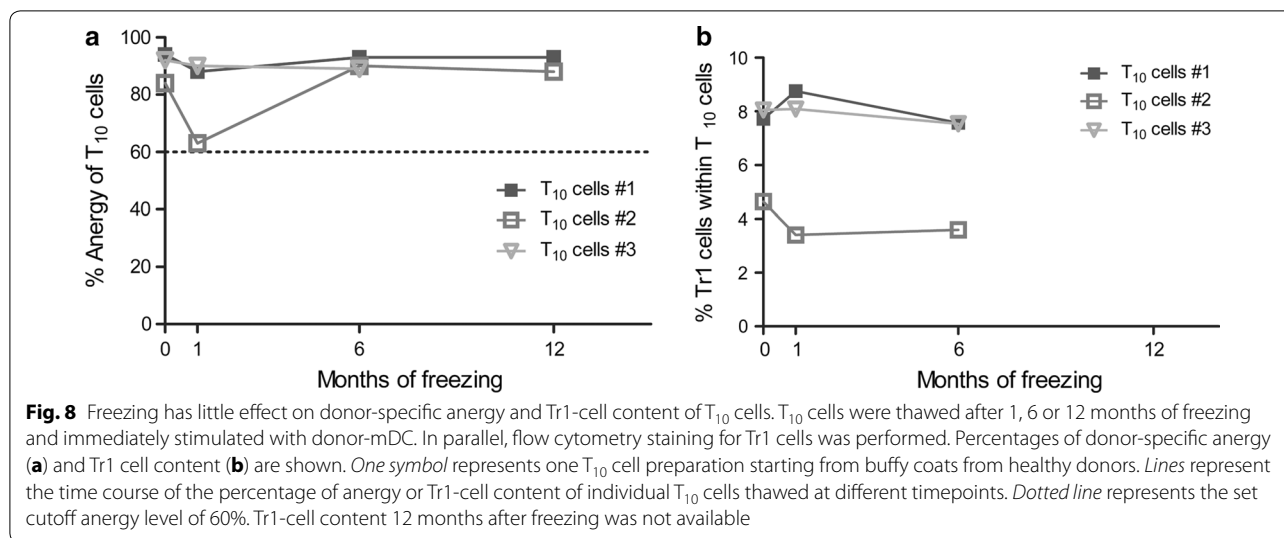 a
100
80
60
40
20
0
% Anergy of T10 cells
T10 cells #1
T10 cells #2
T10 cells #3
0 1 6 12
Months of freezing
b
10
8
6
4
2
0
% Tr1 cells within T 10 cells
T10 cells #1
T10 cells #2
T10 cells #3
0 1 6 12
Months of freezing
Fig. 8 Freezing has little effect on donor-specific anergy and Tr1-cell content of T10 cells. T10 cells were thawed after 1, 6 or 12 months of freezing
and immediately stimulated with donor-mDC. In parallel, flow cytometry staining for Tr1 cells was performed. Percentages of donor-specific anergy
(a) and Tr1 cell content (b) are shown. One symbol represents one T10 cell preparation starting from buffy coats from healthy donors. Lines represent
the time course of the percentage of anergy or Tr1-cell content of individual T10 cells thawed at different timepoints. Dotted line represents the set
cutoff anergy level of 60%. Tr1-cell content 12 months after freezing was not available